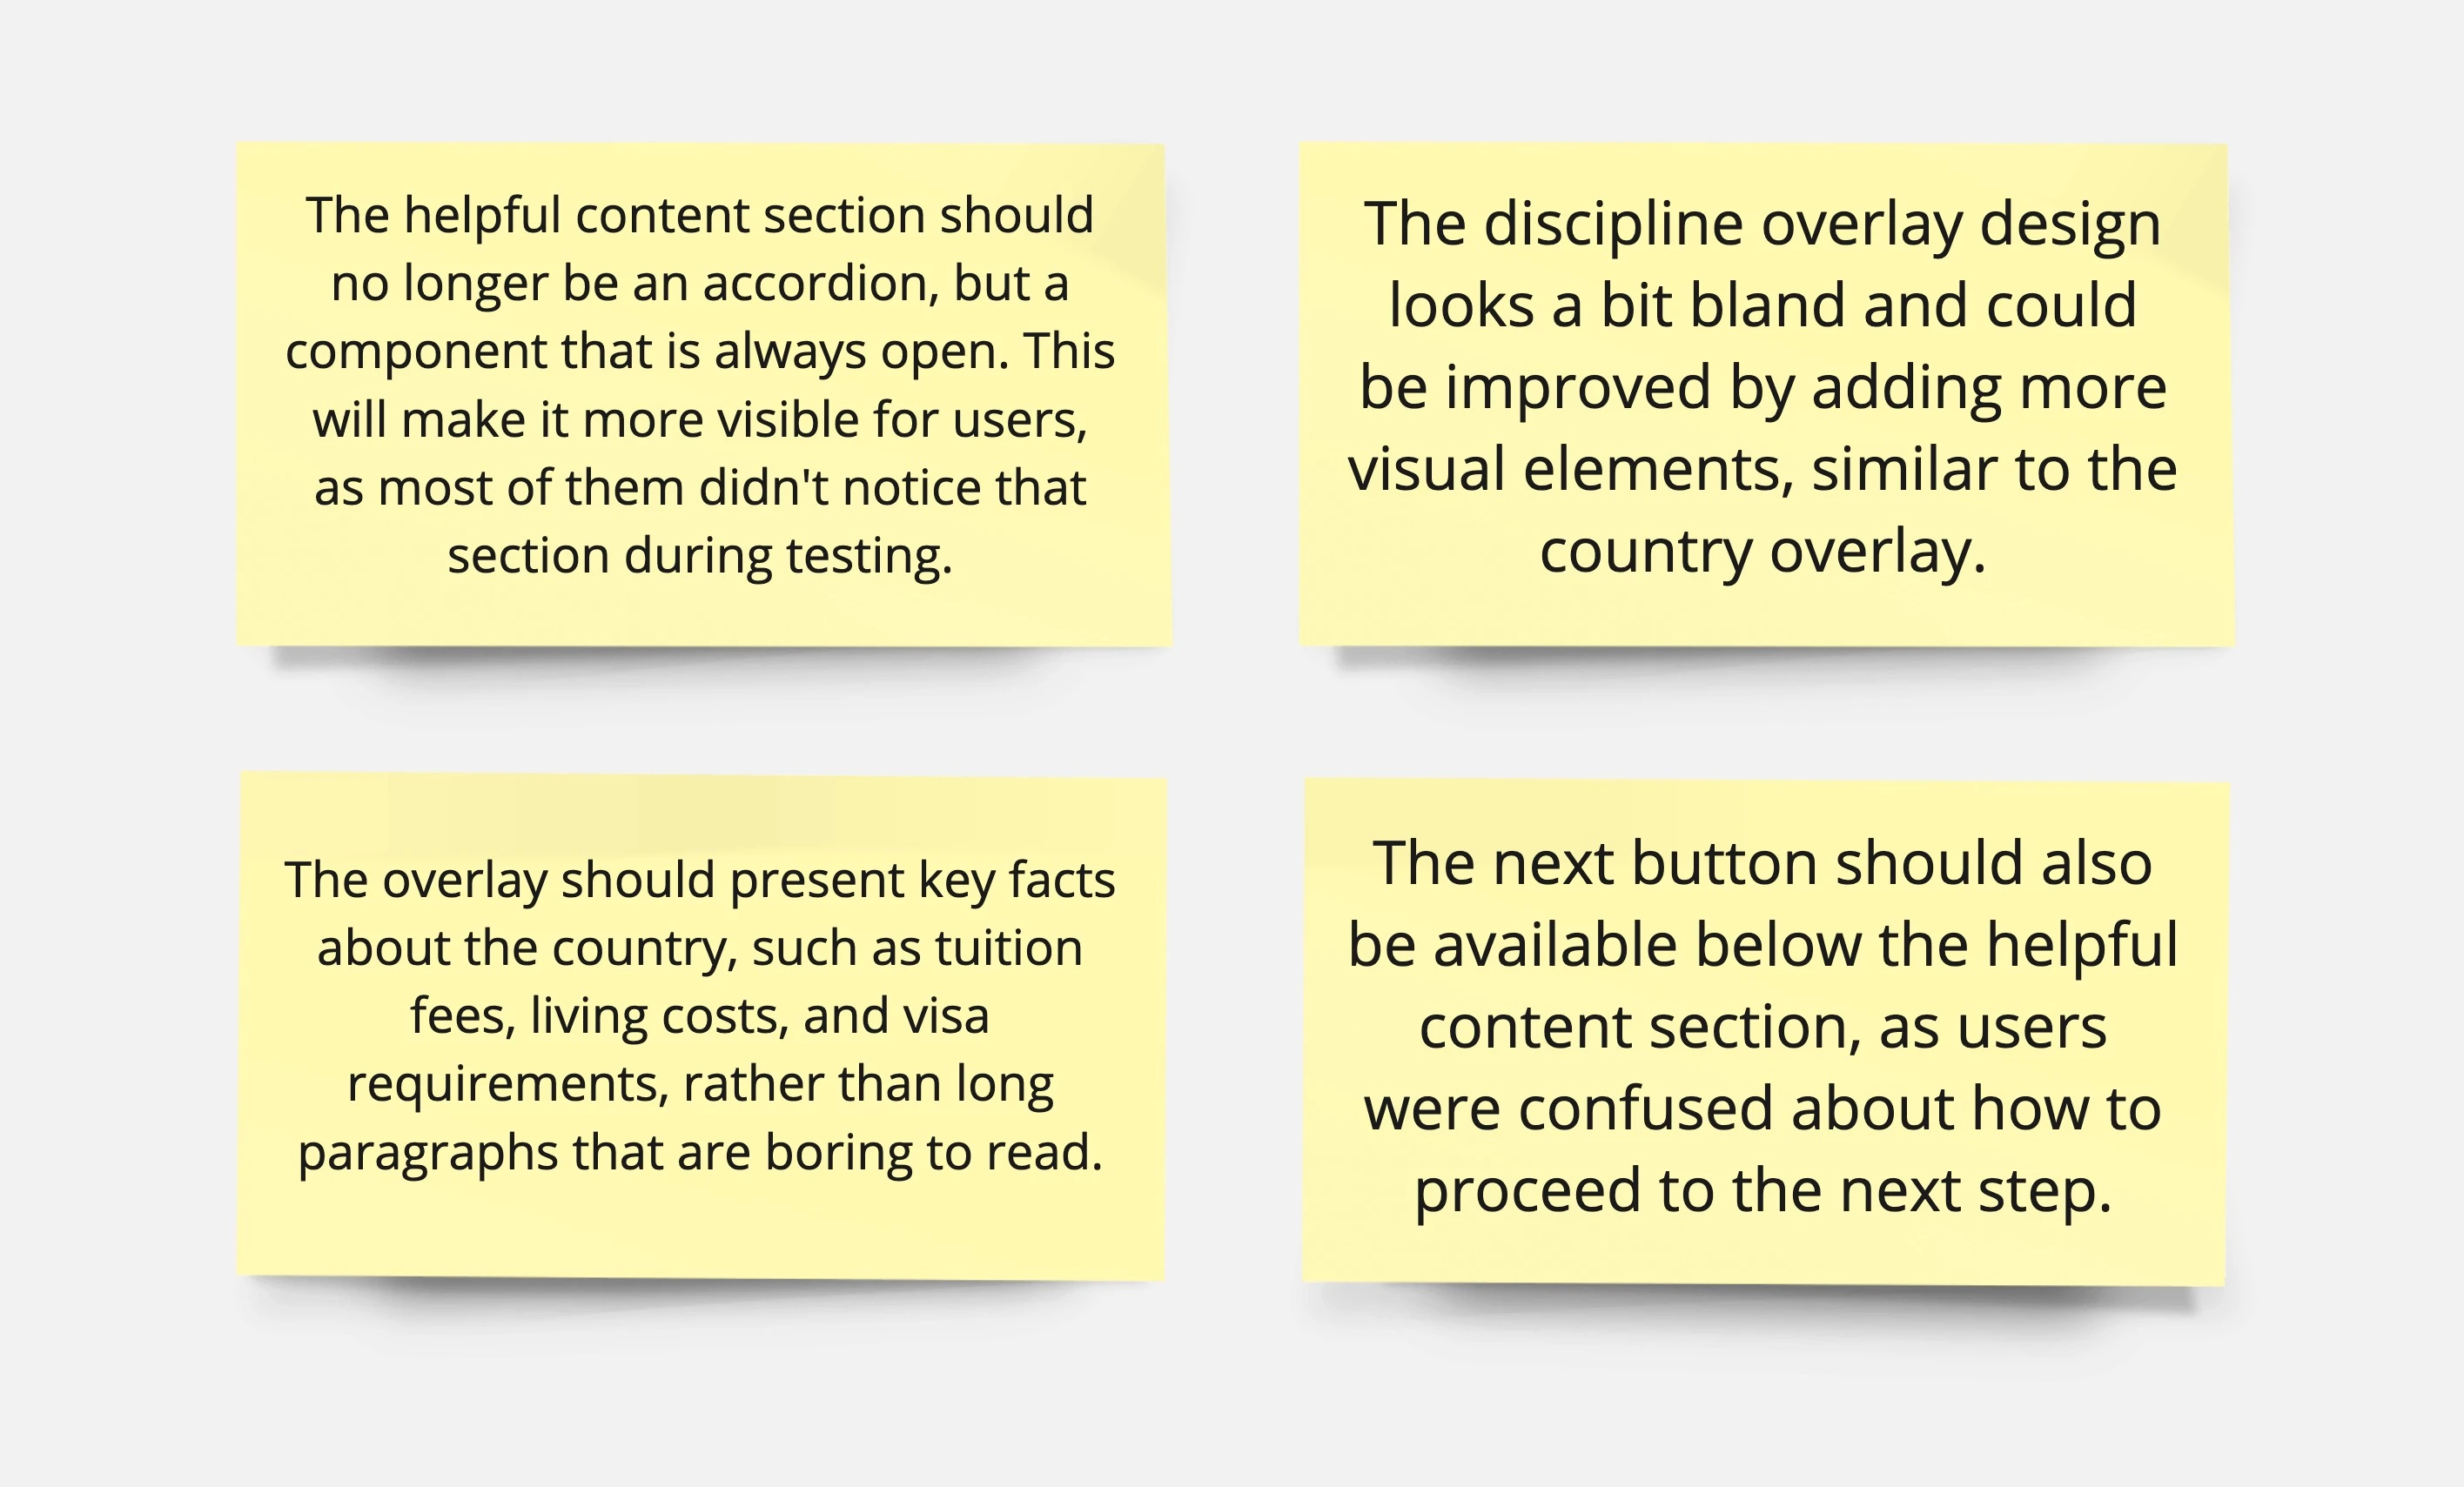 The helpful content section should
no longer be an accordion, but a
component that is always open. This
will make it more visible for users,
as most of them didn't notice that
section during testing.
The discipline overlay design
looks a bit bland and could
be improved by adding more
visual elements, similar to the
country overlay.
The overlay should present key facts
about the country, such as tuition
fees, living costs, and visa
requirements, rather than long
paragraphs that are boring to read.
The next button should also
be available below the helpful
content section, as users
were confused about how to
proceed to the next step.